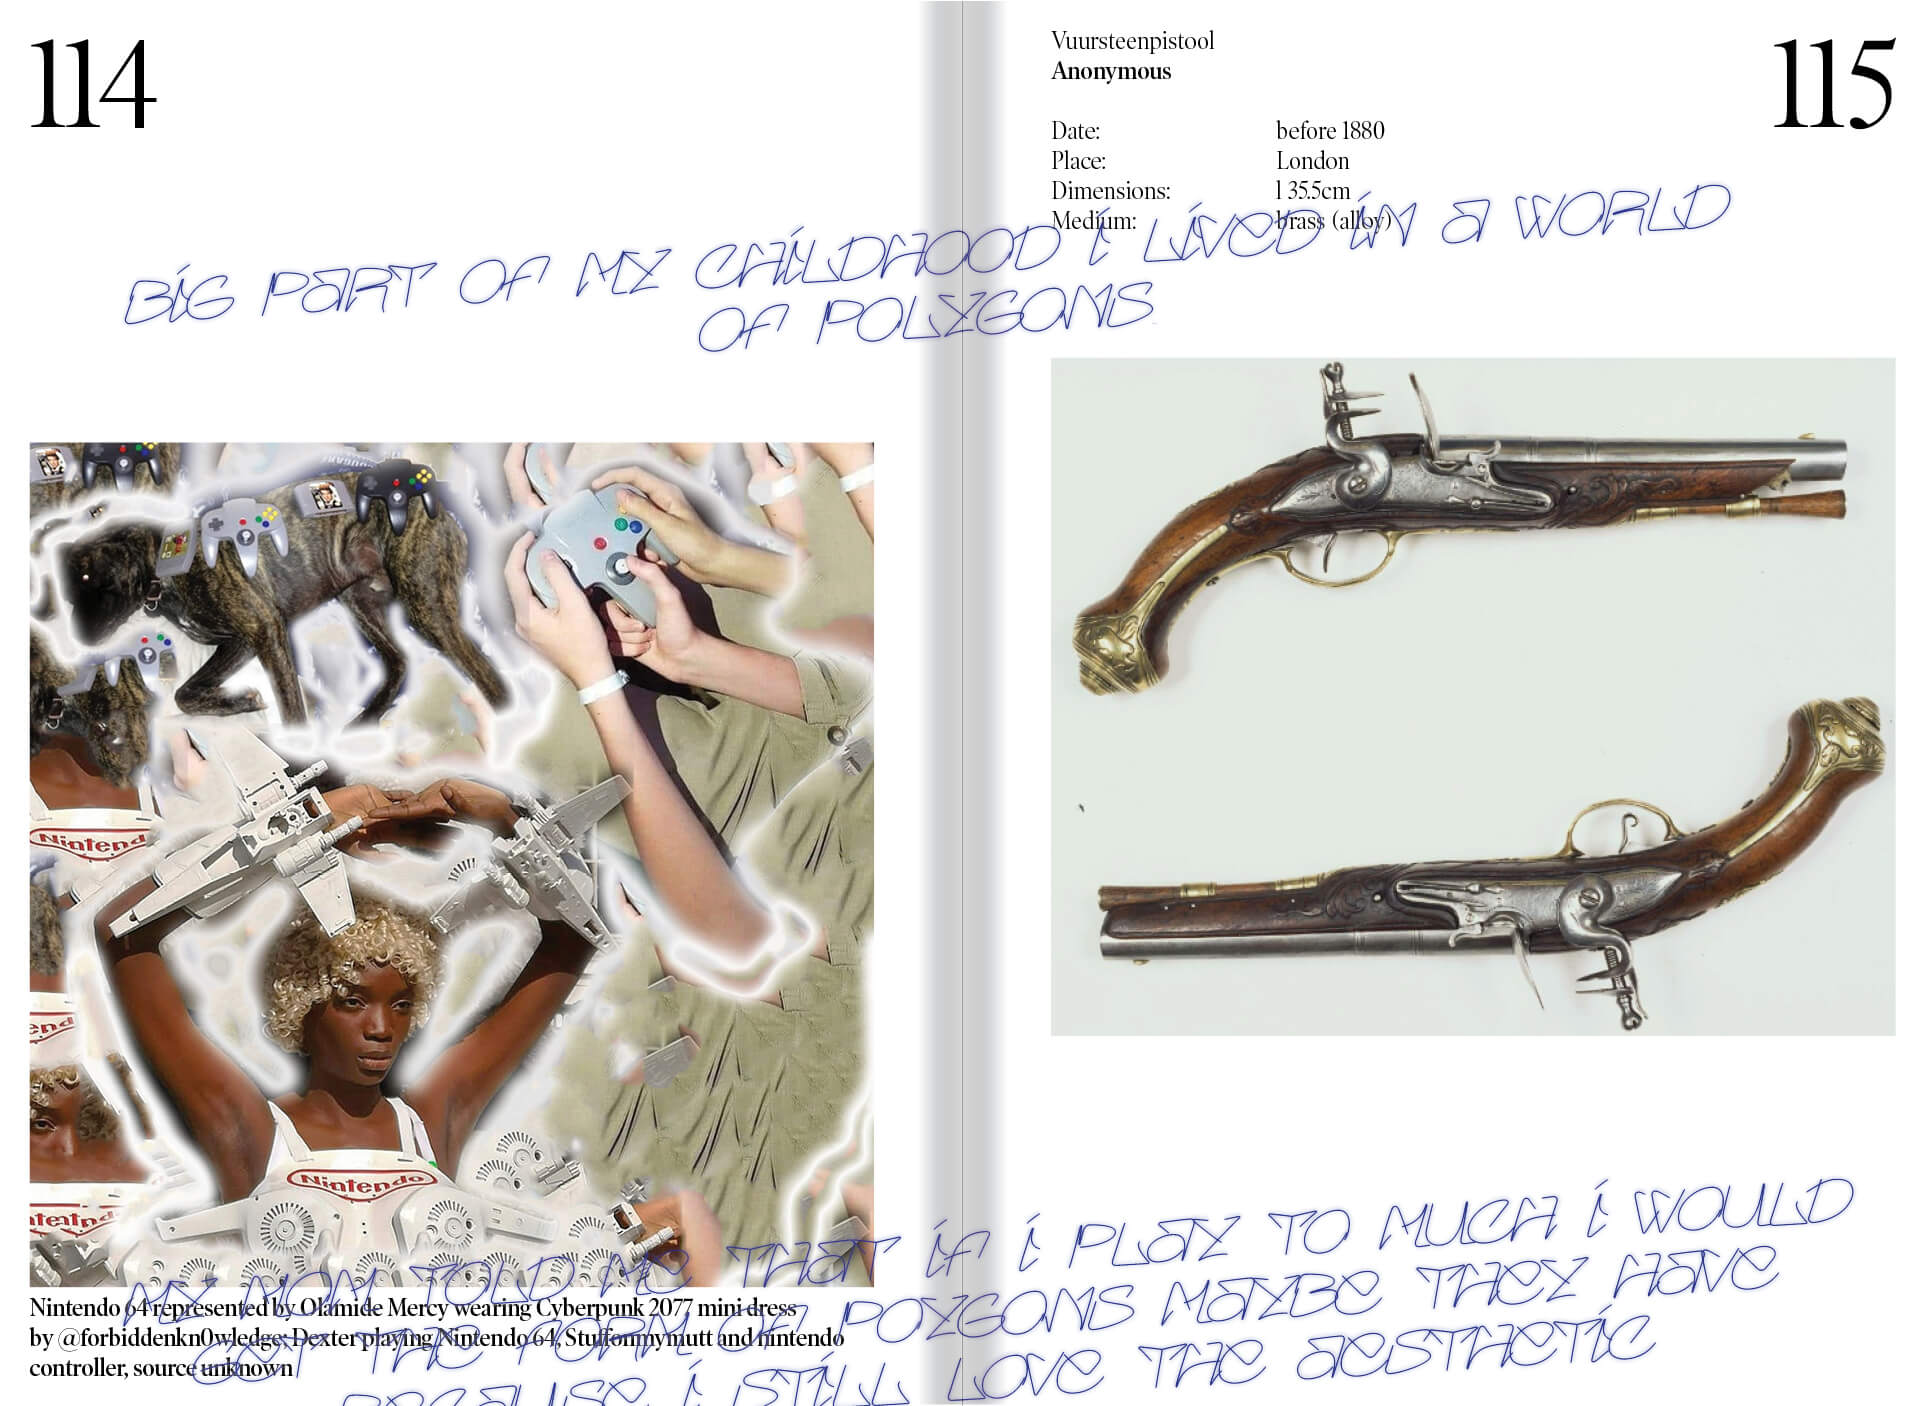 114
Vuursteenpistool
Anonymous
115
Date: before 1880
Place: London
Dimensions: l 35.5cm
Medium: brass (alloy)
BIG PART OF MY CHILDHOOD I LIVED IN A WORLD
OF POLYGONS
Nintendo
Nintendo
MY MOM TOLD ME THAT IF I PLAY TO MUCH I WOULD
GET THE FORM OF POLYGONS MAYBE THEY HAVE
BECAUSE I STILL LOVE THE AESTHETIC
Nintendo 64 represented by Olamide Mercy wearing Cyberpunk 2077 mini dress
by @forbiddenkn0wledge; Dexter playing Nintendo 64, Stuffonmymutt and nintendo
controller, source unknown